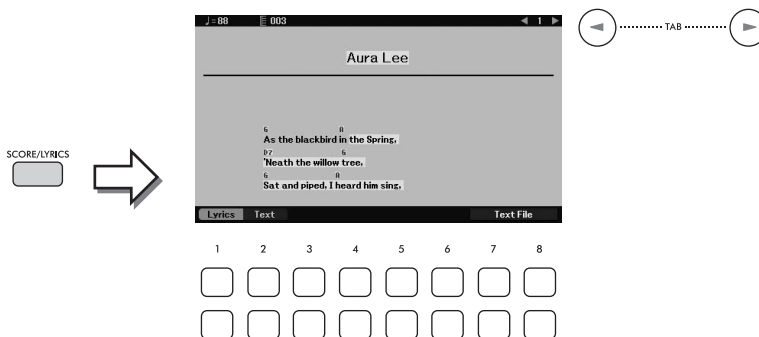 ♩= 88 003 ◀ 1 ▶
◀ TAB ▶
Aura Lee
G A
As the blackbird in the Spring,
D7 G
'Neath the willow tree,
G A
Sat and piped, I heard him sing,
SCORE/LYRICS
Lyrics Text Text File
1 2 3 4 5 6 7 8